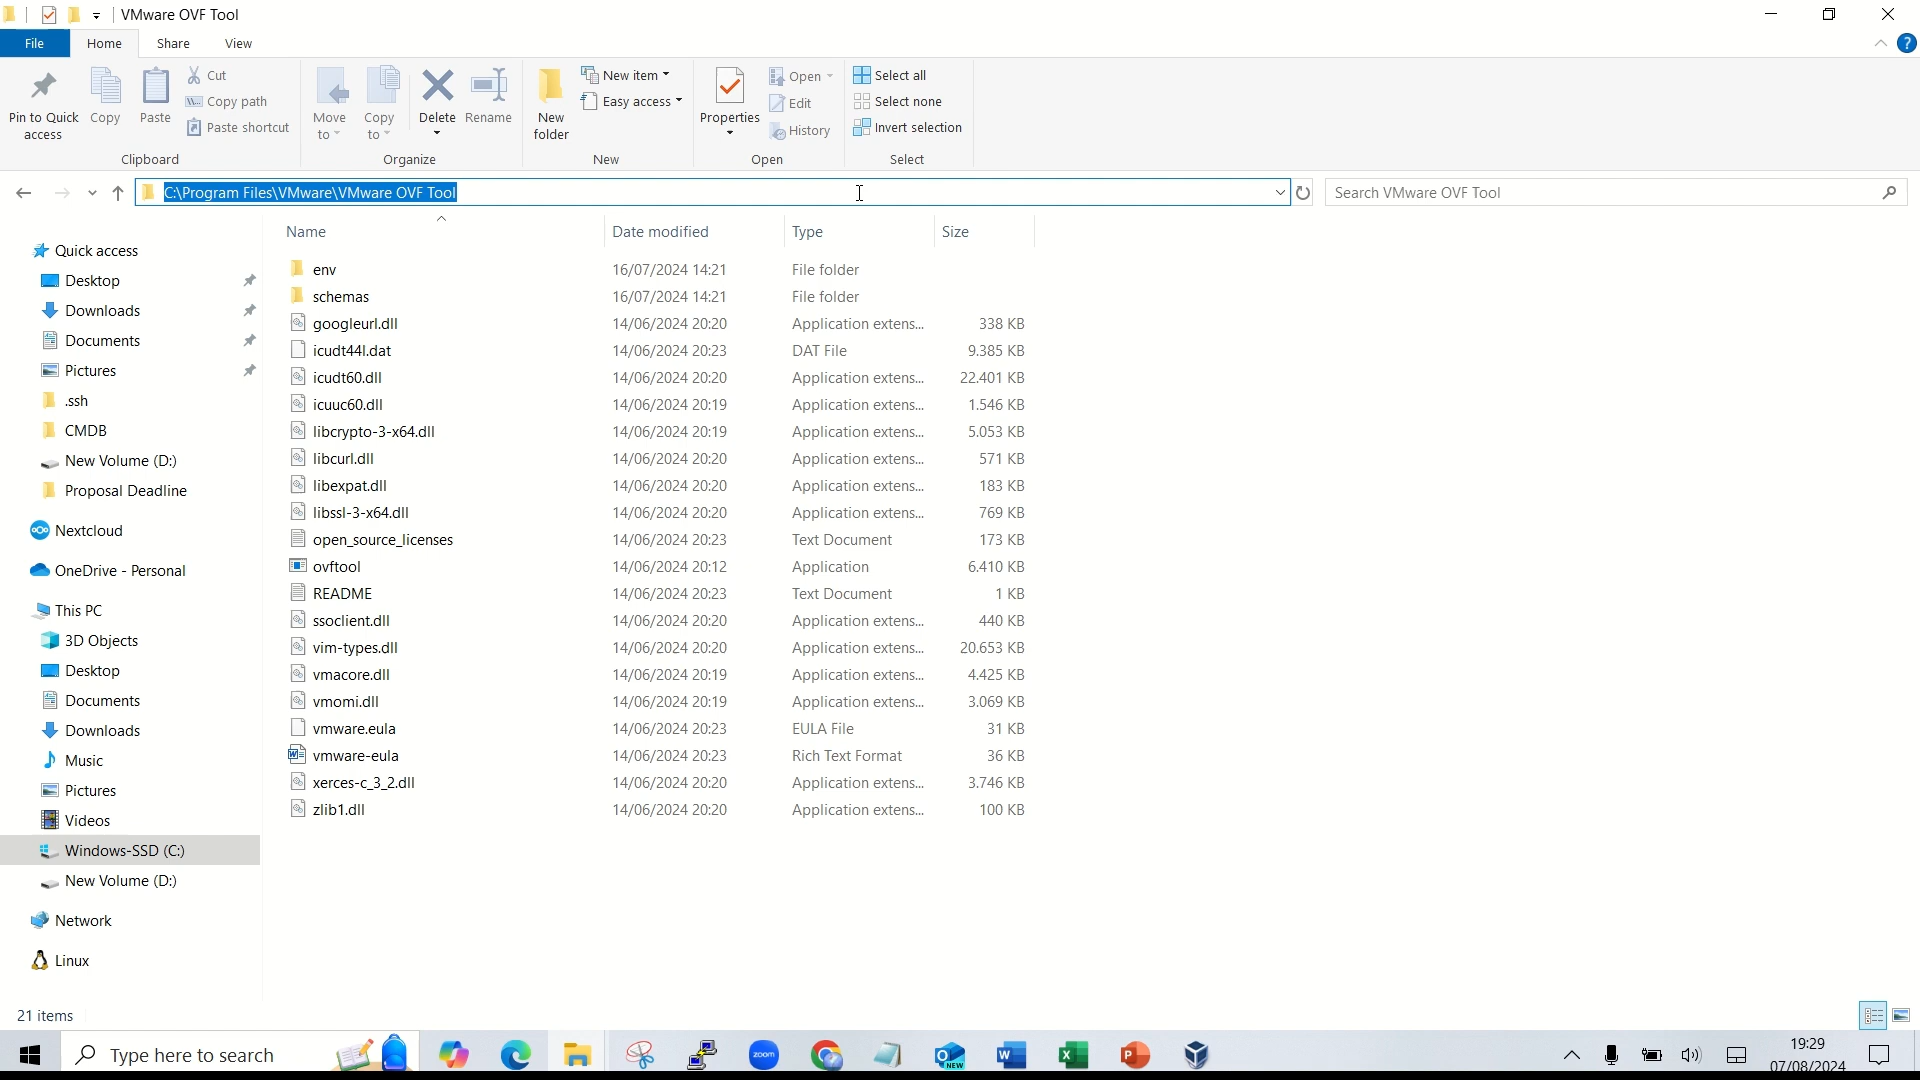 VMware OVF Tool
File Home Share View
Pin to Quick access
Copy
Paste
Cut
Copy path
Paste shortcut
Clipboard
Move to
Copy to
Delete
Rename
Organize
New folder
New item
Easy access
New
Properties
Open
Edit
History
Open
Select all
Select none
Invert selection
Select
C:\Program Files\VMware\VMware OVF Tool
Search VMware OVF Tool
Quick access
Desktop
Downloads
Documents
Pictures
.ssh
CMDB
New Volume (D:)
Proposal Deadline
Nextcloud
OneDrive - Personal
This PC
3D Objects
Desktop
Documents
Downloads
Music
Pictures
Videos
Windows-SSD (C:)
New Volume (D:)
Network
Linux
Name Date modified Type Size
env 16/07/2024 14:21 File folder
schemas 16/07/2024 14:21 File folder
googleurl.dll 14/06/2024 20:20 Application extens... 338 KB
icudt44l.dat 14/06/2024 20:23 DAT File 9.385 KB
icudt60.dll 14/06/2024 20:20 Application extens... 22.401 KB
icuuc60.dll 14/06/2024 20:19 Application extens... 1.546 KB
libcrypto-3-x64.dll 14/06/2024 20:19 Application extens... 5.053 KB
libcurl.dll 14/06/2024 20:20 Application extens... 571 KB
libexpat.dll 14/06/2024 20:20 Application extens... 183 KB
libssl-3-x64.dll 14/06/2024 20:20 Application extens... 769 KB
open_source_licenses 14/06/2024 20:23 Text Document 173 KB
ovftool 14/06/2024 20:12 Application 6.410 KB
README 14/06/2024 20:23 Text Document 1 KB
ssoclient.dll 14/06/2024 20:20 Application extens... 440 KB
vim-types.dll 14/06/2024 20:20 Application extens... 20.653 KB
vmacore.dll 14/06/2024 20:19 Application extens... 4.425 KB
vmomi.dll 14/06/2024 20:19 Application extens... 3.069 KB
vmware.eula 14/06/2024 20:23 EULA File 31 KB
vmware-eula 14/06/2024 20:23 Rich Text Format 36 KB
xerces-c_3_2.dll 14/06/2024 20:20 Application extens... 3.746 KB
zlib1.dll 14/06/2024 20:20 Application extens... 100 KB
21 items
Type here to search
zoom
NEW
19:29
07/08/2024